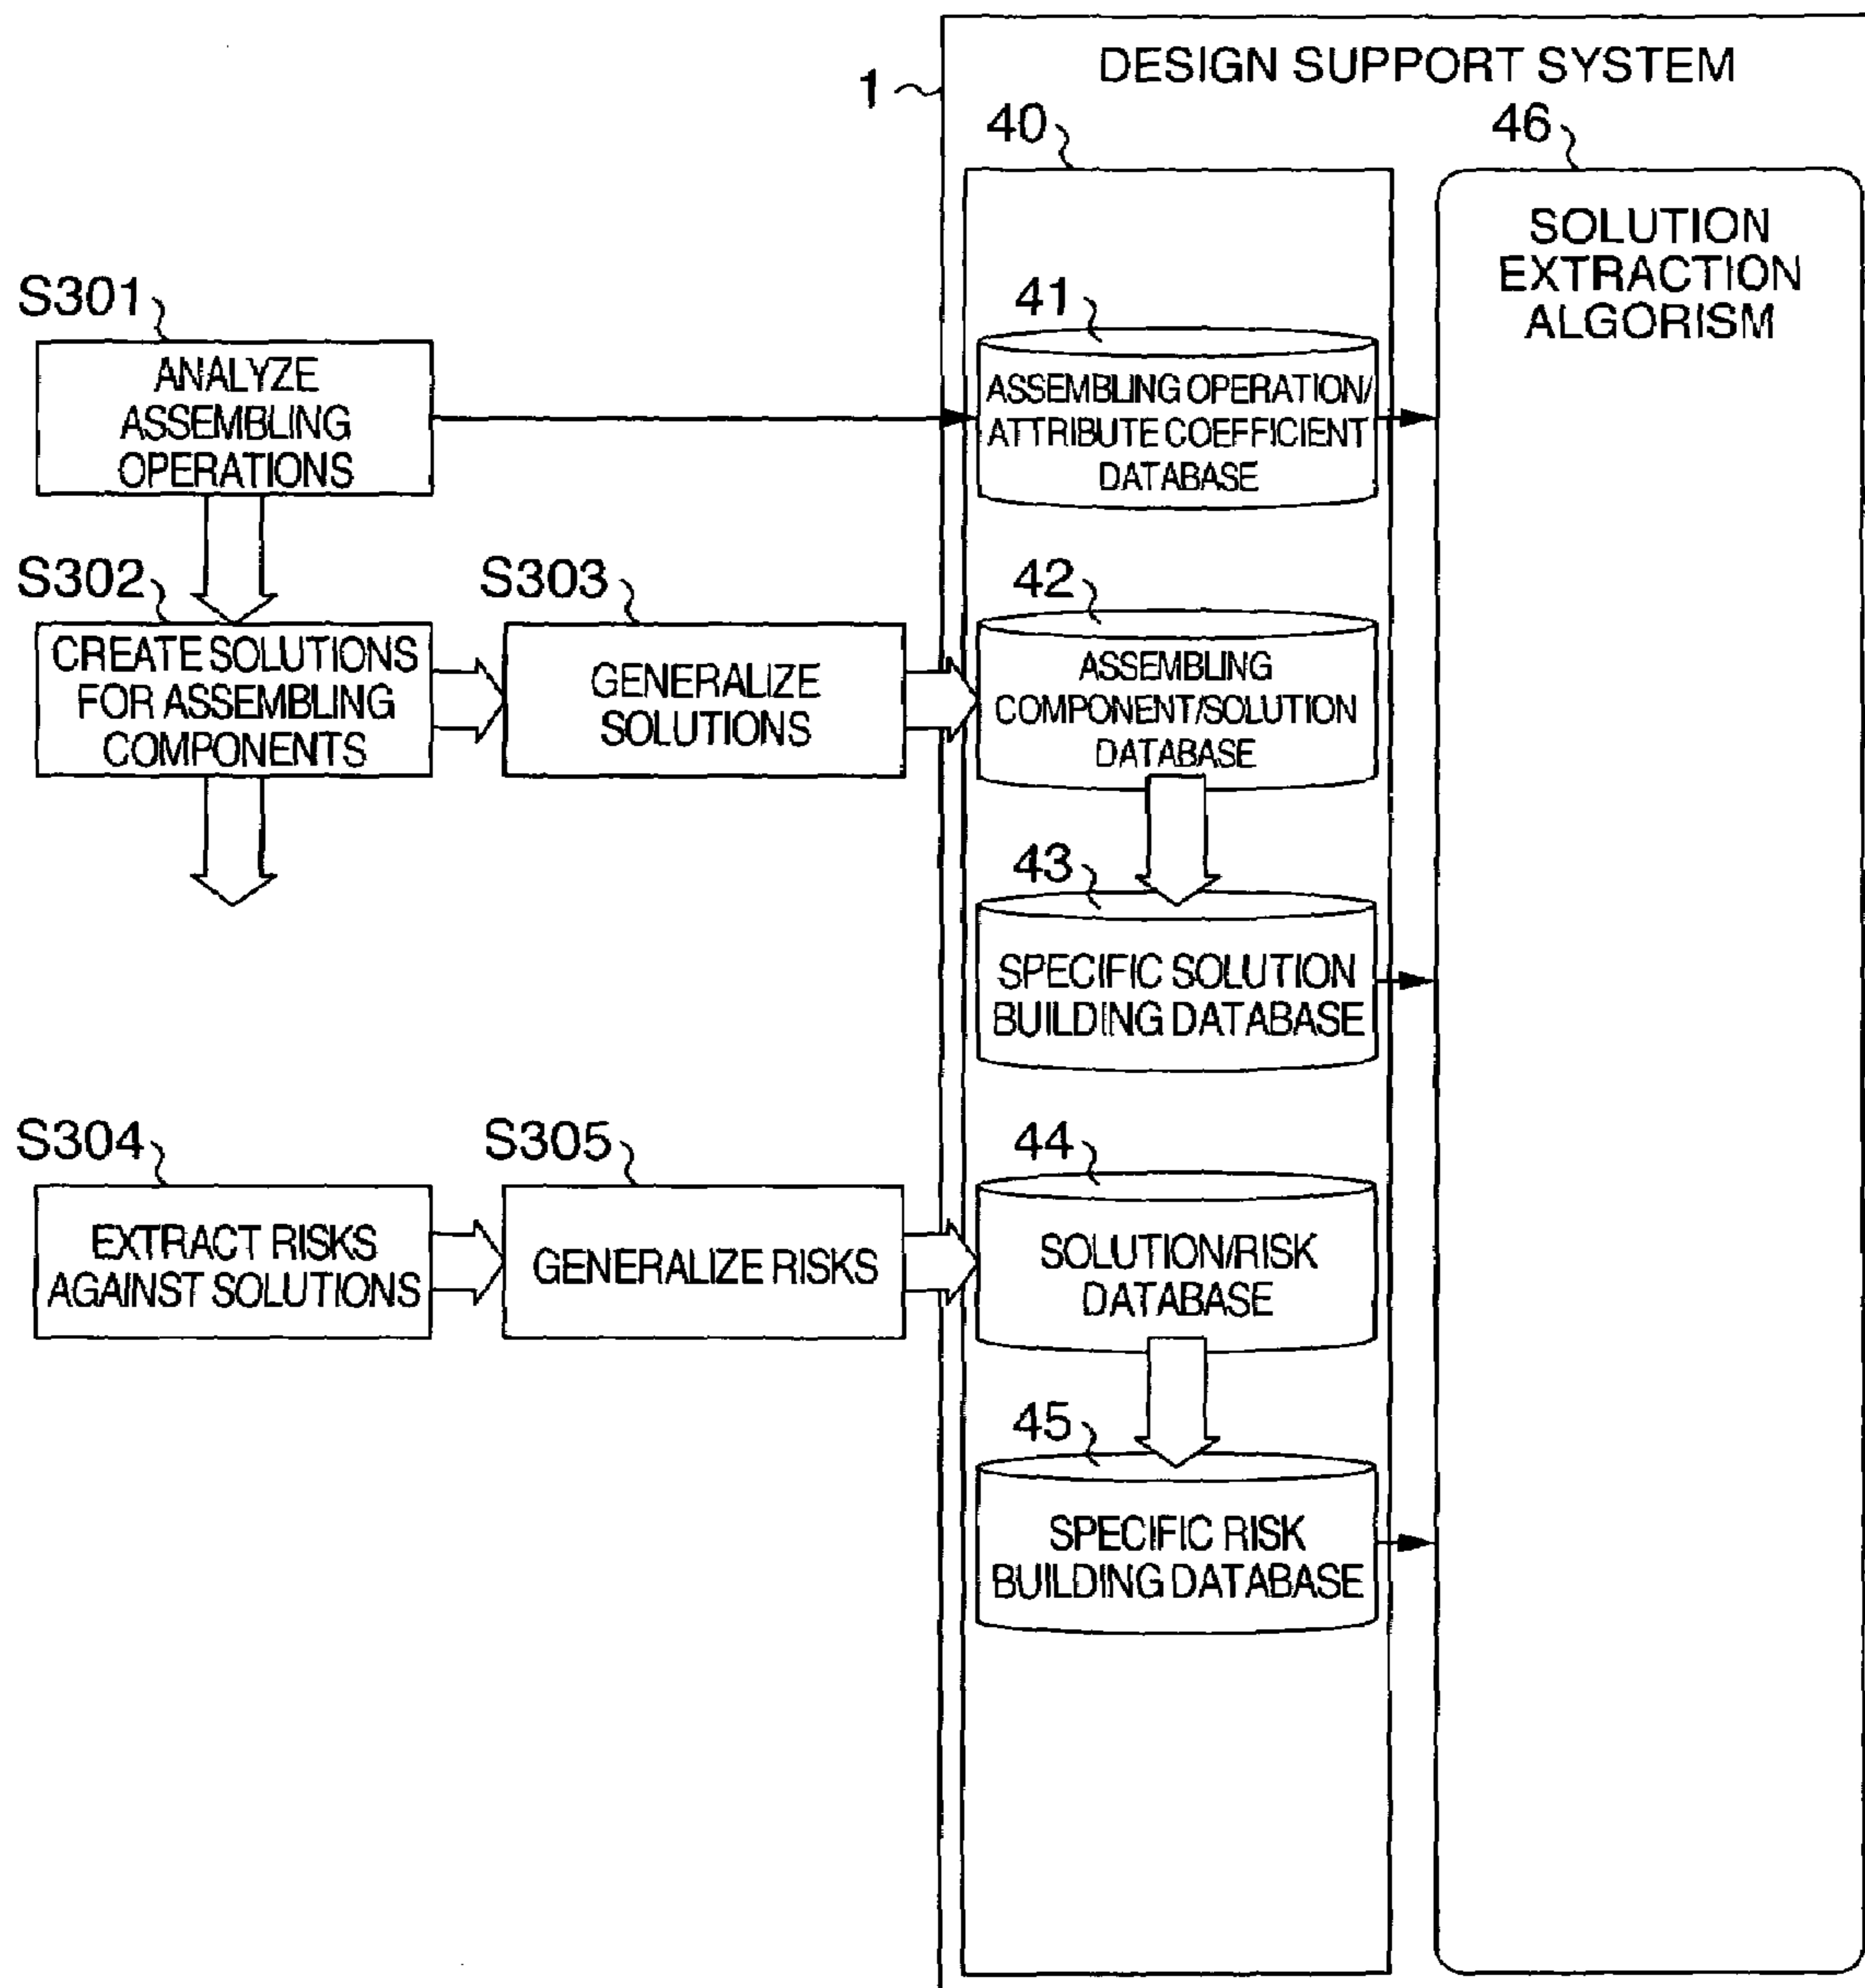 DESIGN SUPPORT SYSTEM
1
40
46
SOLUTION
EXTRACTION
ALGORISM
S301
ANALYZE
ASSEMBLING
OPERATIONS
41
ASSEMBLING OPERATION/
ATTRIBUTE COEFFICIENT
DATABASE
S302
CREATE SOLUTIONS
FOR ASSEMBLING
COMPONENTS
S303
GENERALIZE
SOLUTIONS
42
ASSEMBLING
COMPONENT/SOLUTION
DATABASE
43
SPECIFIC SOLUTION
BUILDING DATABASE
S304
EXTRACT RISKS
AGAINST SOLUTIONS
S305
GENERALIZE RISKS
44
SOLUTION/RISK
DATABASE
45
SPECIFIC RISK
BUILDING DATABASE